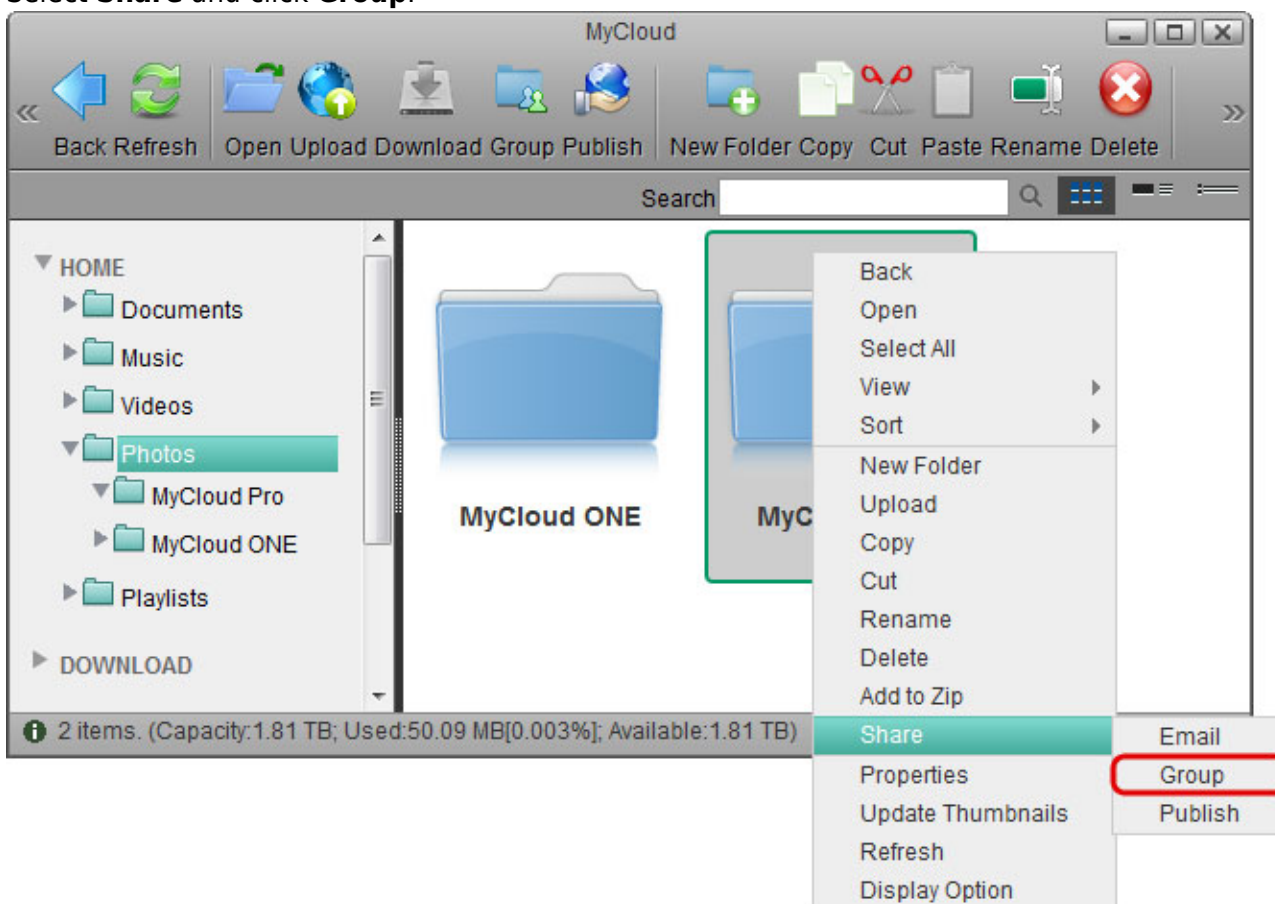 Select Share and click Group.
MyCloud
Back Refresh Open Upload Download Group Publish New Folder Copy Cut Paste Rename Delete
Search
HOME
Documents
Music
Videos
Photos
MyCloud Pro
MyCloud ONE
Playlists
DOWNLOAD
MyCloud ONE
MyC
2 items. (Capacity:1.81 TB; Used:50.09 MB[0.003%]; Available:1.81 TB)
Back
Open
Select All
View
Sort
New Folder
Upload
Copy
Cut
Rename
Delete
Add to Zip
Share
Properties
Update Thumbnails
Refresh
Display Option
Email
Group
Publish